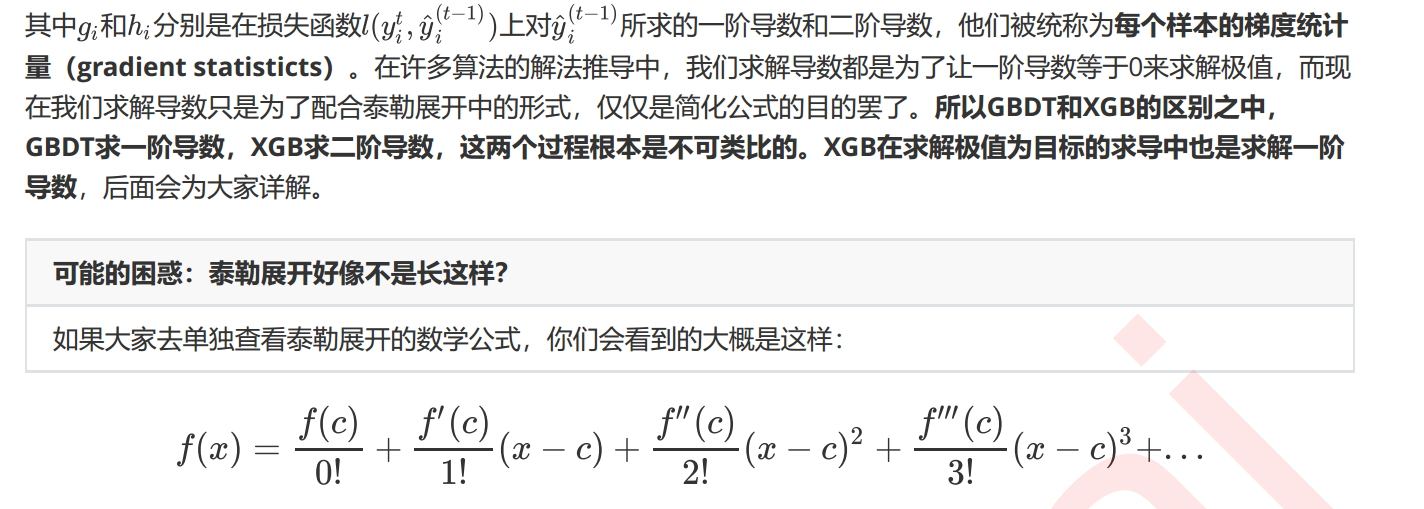 其中$g_i$和$h_i$分别是在损失函数$l(y_i^t, \hat{y}_i^{(t-1)})$上对$\hat{y}_i^{(t-1)}$所求的一阶导数和二阶导数，他们被统称为每个样本的梯度统计
量（gradient statisticts）。在许多算法的解法推导中，我们求解导数都是为了让一阶导数等于0来求解极值，而现
在我们求解导数只是为了配合泰勒展开中的形式，仅仅是简化公式的目的罢了。所以GBDT和XGB的区别之中，
GBDT求一阶导数，XGB求二阶导数，这两个过程根本是不可类比的。XGB在求解极值为目标的求导中也是求解一阶
导数，后面会为大家详解。
可能的困惑：泰勒展开好像不是长这样？
如果大家去单独查看泰勒展开的数学公式，你们会看到的大概是这样：
$f(x) = \frac{f(c)}{0!} + \frac{f'(c)}{1!}(x-c) + \frac{f''(c)}{2!}(x-c)^2 + \frac{f'''(c)}{3!}(x-c)^3 + \ldots$